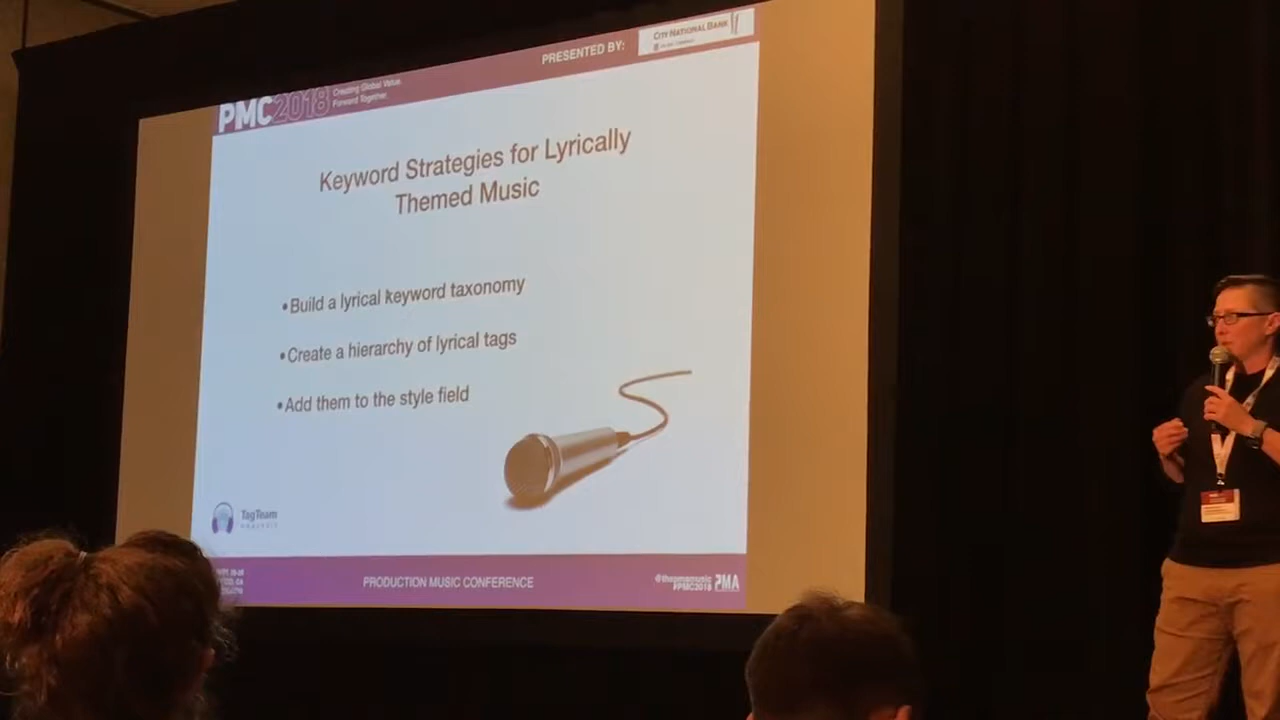 PRESENTED BY:
CITY NATIONAL BANK
PMC2018
Creating Global Value.
Forward Together.
Keyword Strategies for Lyrically
Themed Music
•Build a lyrical keyword taxonomy
•Create a hierarchy of lyrical tags
•Add them to the style field
TagTeam
ANALYSIS
PRODUCTION MUSIC CONFERENCE
@thepmamusic
#PMC2018
PMA